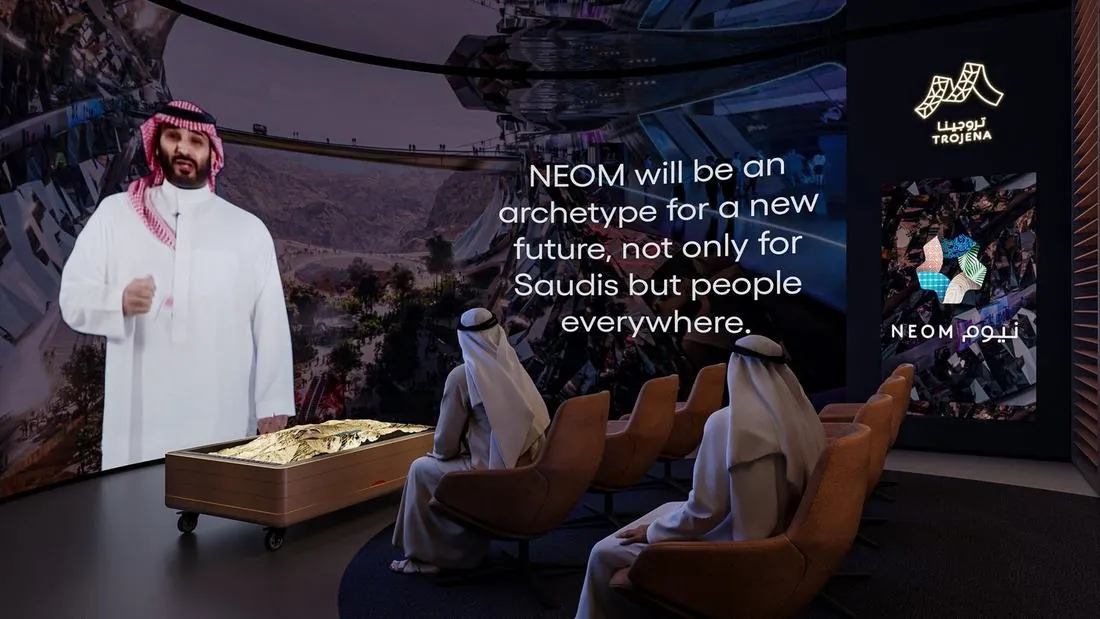 NEOM will be an
archetype for a new
future, not only for
Saudis but people
everywhere.
تروجينا
TROJENA
NEOM نيوم